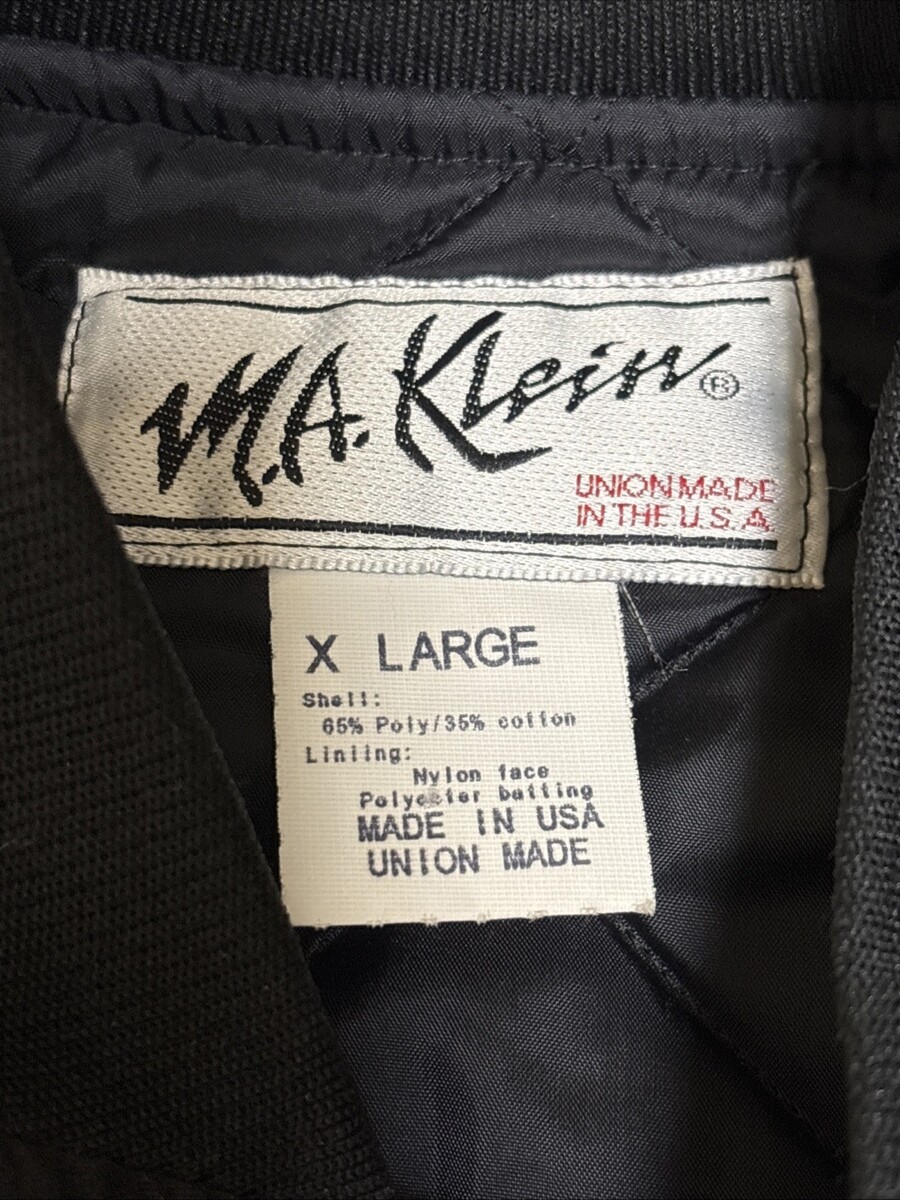 M.A. Klein ®
UNION MADE
IN THE U.S.A.
X LARGE
Shell:
65% Poly/35% cotton
Liniing:
Nylon face
Polyester batting
MADE IN USA
UNION MADE